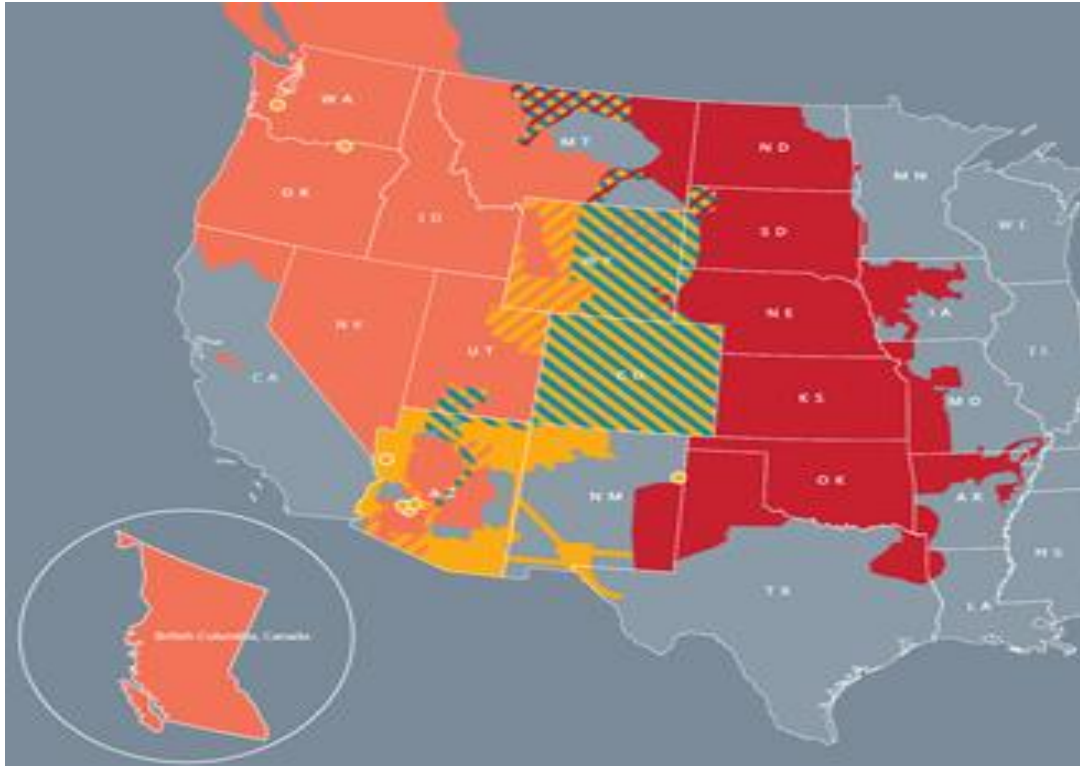 WA
MT
ND
MN
OR
ID
SD
WI
WY
IA
NE
NV
UT
IL
CA
CO
KS
MO
AZ
OK
NM
AR
MS
TX
LA
British Columbia, Canada